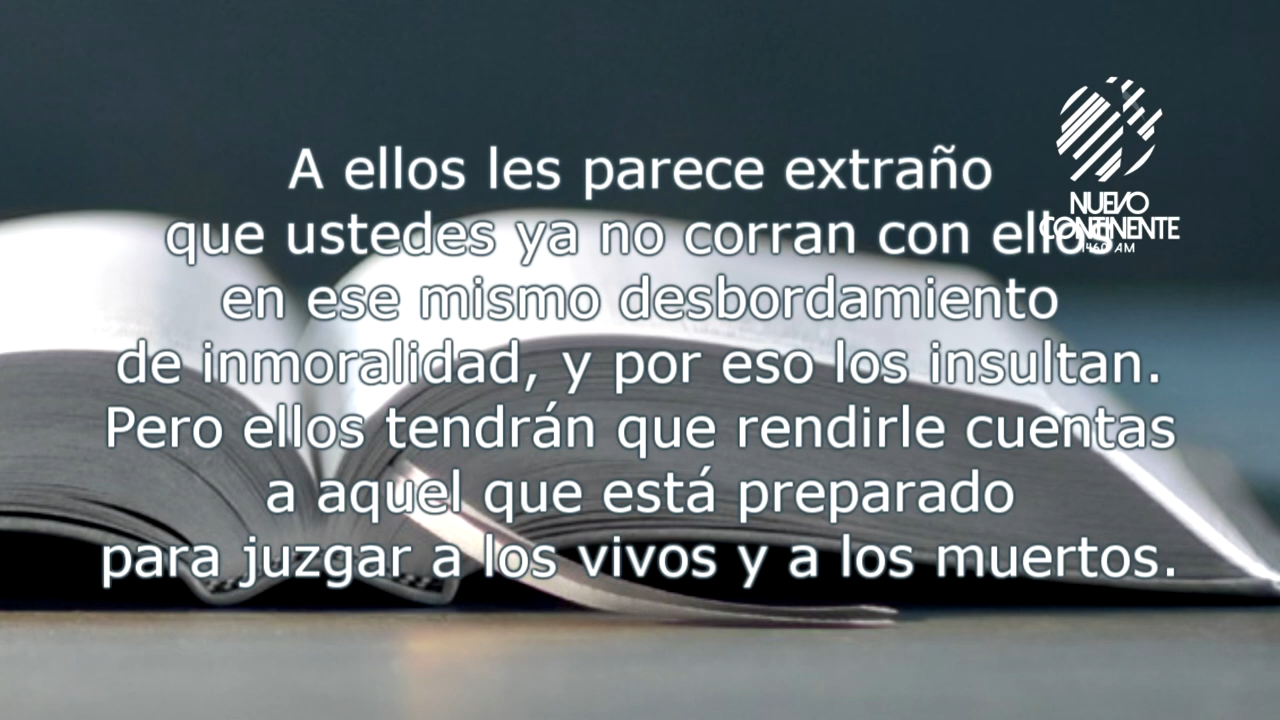 A ellos les parece extraño
que ustedes ya no corran con ellos
en ese mismo desbordamiento
de inmoralidad, y por eso los insultan.
Pero ellos tendrán que rendirle cuentas
a aquel que está preparado
para juzgar a los vivos y a los muertos.
NUEVO
CONTINENTE
1460 AM